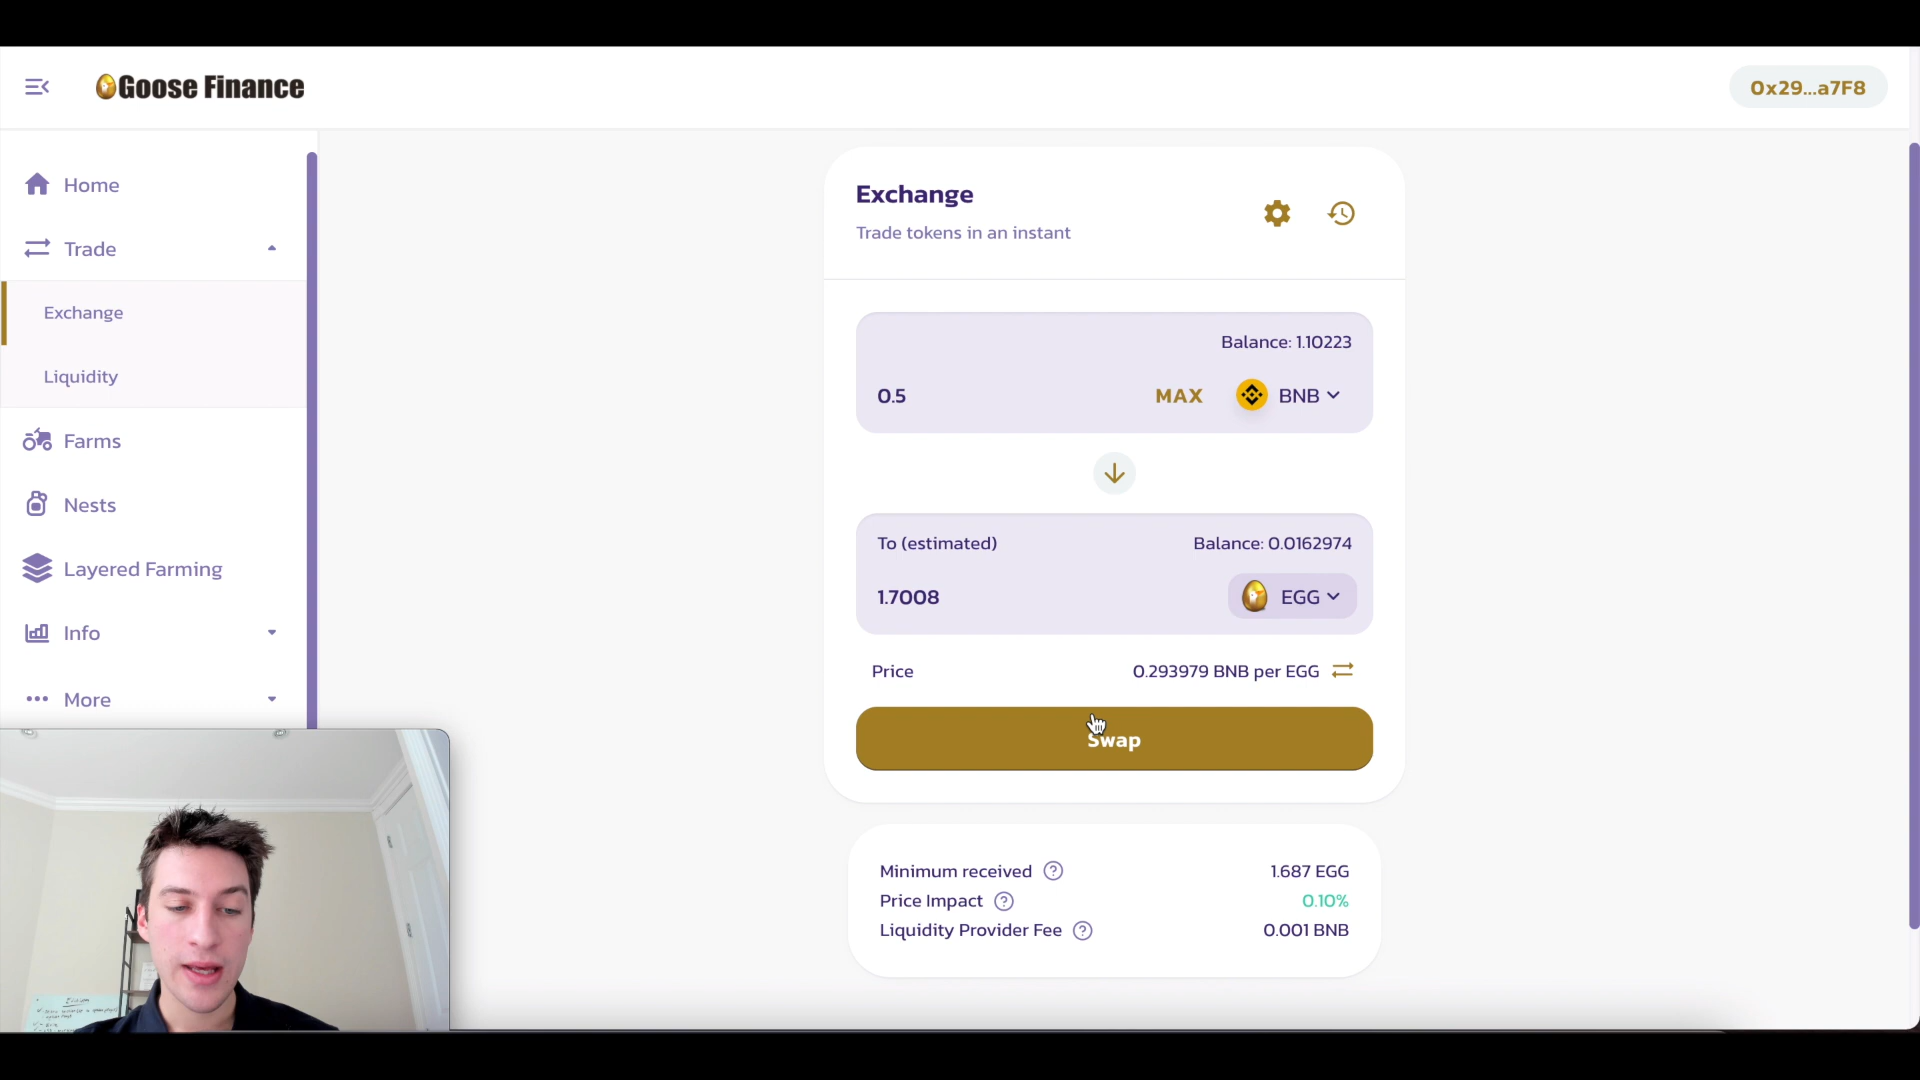 Goose Finance
0x29...a7F8
Home
Trade
Exchange
Liquidity
Farms
Nests
Layered Farming
Info
More
Exchange
Trade tokens in an instant
Balance: 1.10223
0.5
MAX
BNB
To (estimated)
Balance: 0.0162974
1.7008
EGG
Price
0.293979 BNB per EGG
Swap
Minimum received
1.687 EGG
Price Impact
0.10%
Liquidity Provider Fee
0.001 BNB